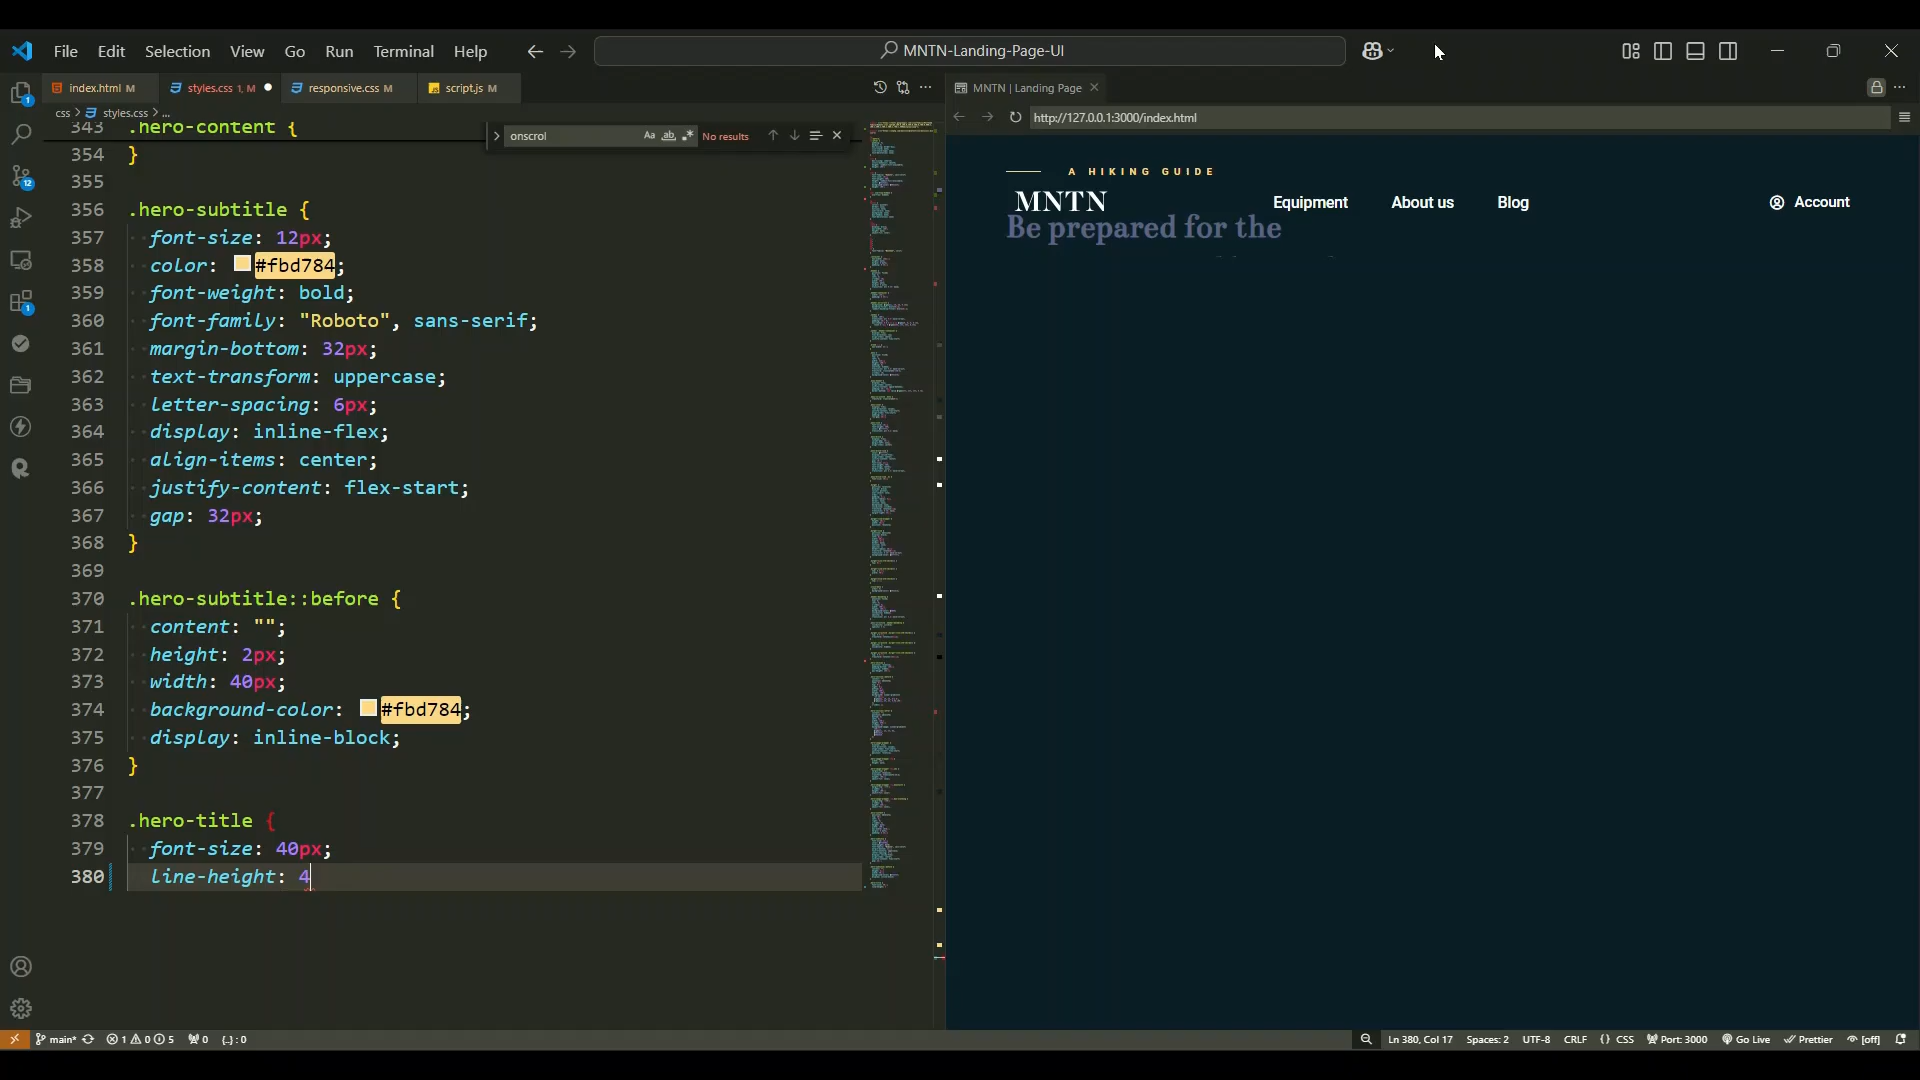 File Edit Selection View Go Run Terminal Help
MNTN-Landing-Page-UI
index.html M
styles.css 1, M
responsive.css M
script.js M
MNTN | Landing Page
css > styles.css > ...
http://127.0.0.1:3000/index.html
onscrol
No results
343 .hero-content {
354 }
355
356 .hero-subtitle {
357 font-size: 12px;
358 color: #fbd784;
359 font-weight: bold;
360 font-family: "Roboto", sans-serif;
361 margin-bottom: 32px;
362 text-transform: uppercase;
363 letter-spacing: 6px;
364 display: inline-flex;
365 align-items: center;
366 justify-content: flex-start;
367 gap: 32px;
368 }
369
370 .hero-subtitle::before {
371 content: "";
372 height: 2px;
373 width: 40px;
374 background-color: #fbd784;
375 display: inline-block;
376 }
377
378 .hero-title {
379 font-size: 40px;
380 line-height: 4
A HIKING GUIDE
MNTN
Equipment About us Blog Account
Be prepared for the
main* 1 0 5 0 {..} : 0
Ln 380, Col 17 Spaces: 2 UTF-8 CRLF {} CSS Port: 3000 Go Live Prettier [off]